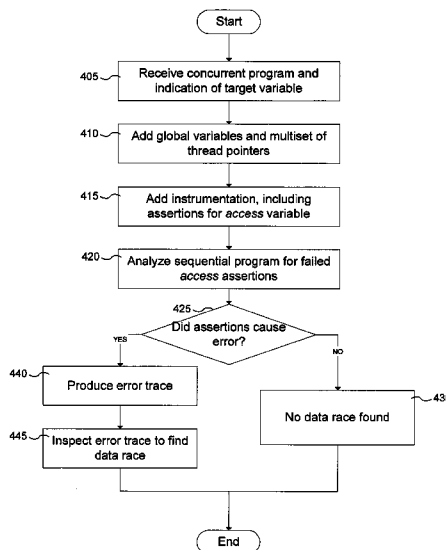 Start
405
Receive concurrent program and
indication of target variable
410
Add global variables and multiset of
thread pointers
415
Add instrumentation, including
assertions for access variable
420
Analyze sequential program for failed
access assertions
425
Did assertions cause
error?
YES
NO
440
Produce error trace
43
No data race found
445
Inspect error trace to find
data race
End